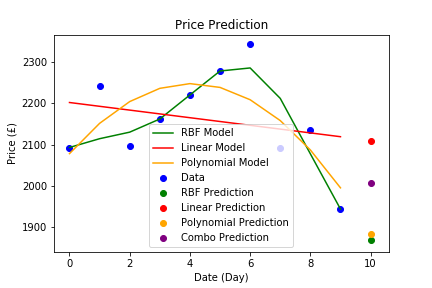 Price Prediction
Price (£)
2300
2200
2100
2000
1900
RBF Model
Linear Model
Polynomial Model
Data
RBF Prediction
Linear Prediction
Polynomial Prediction
Combo Prediction
0 2 4 6 8 10
Date (Day)